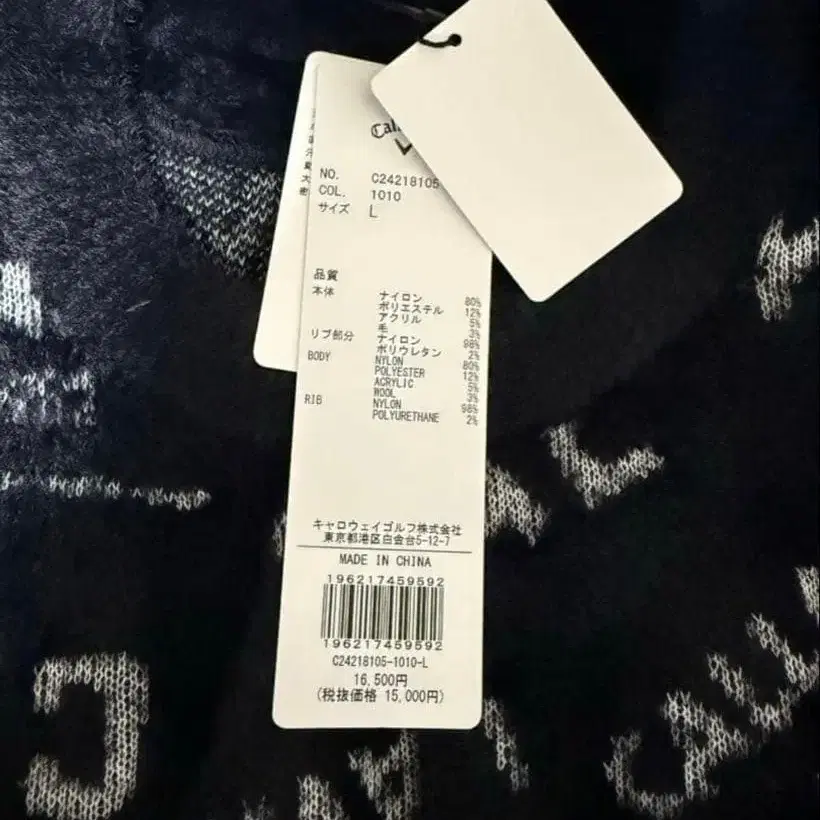 NO. C24218105
COL. 1010
サイズ L
品質
本体 ナイロン 80%
ポリエステル 12%
アクリル 5%
毛 3%
リブ部分 ナイロン 98%
ポリウレタン 2%
BODY NYLON 80%
POLYESTER 12%
ACRYLIC 5%
WOOL 3%
RIB NYLON 98%
POLYURETHANE 2%
キャロウェイゴルフ株式会社
東京都港区白金台5-12-7
MADE IN CHINA
196217459592
196217459592
C24218105-1010-L
16,500円
(税抜価格 15,000円)